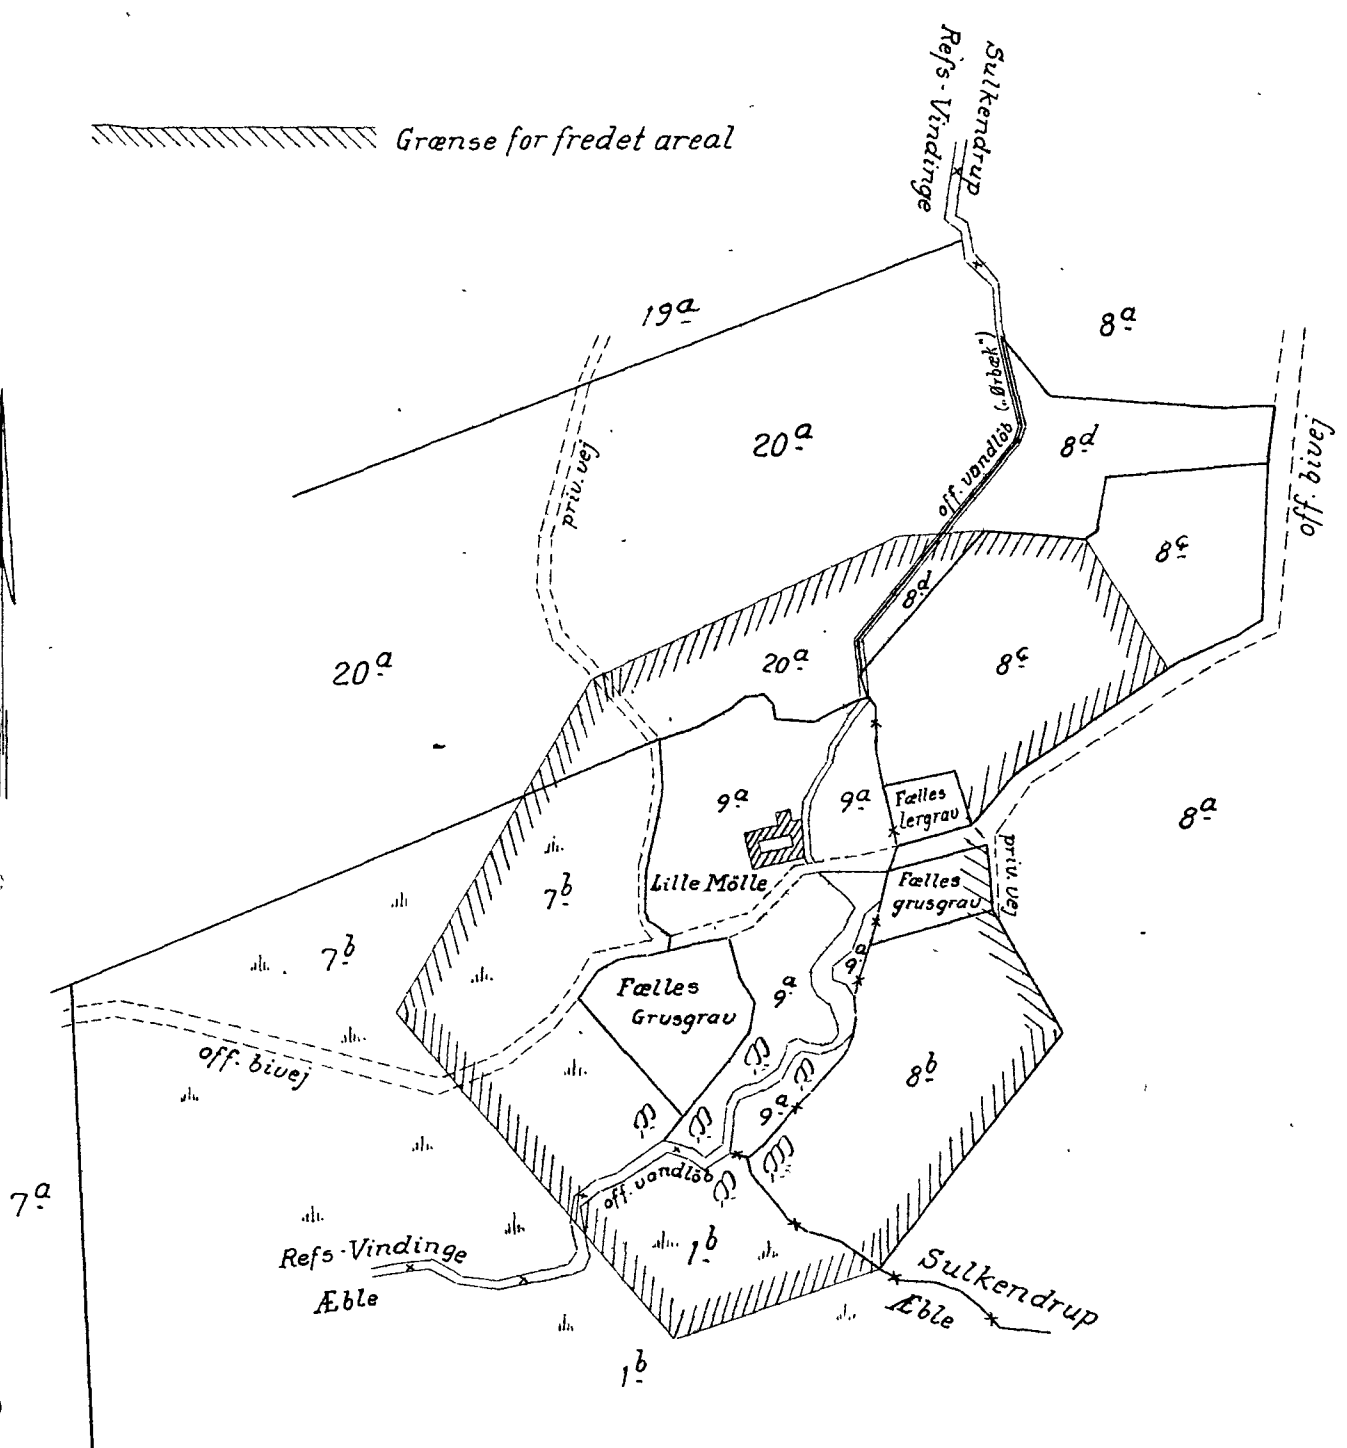 Sulkendrup
Refs-Vindinge
Grænse for fredet areal
19a
8a
off. vandlöb („Ørbæk“)
20a
8d
priv. vej
off. bivej
8c
8d
20a
20a
8c
9a
9a
Fælles
lergrav
8a
priv. vej
Lille Mölle
Fælles
grusgrav
7b
7b
9a
Fælles
Grusgrav
9a
off. bivej
8b
9a
off. vandlöb
7a
1b
Refs-Vindinge
Æble
Sulkendrup
Æble
1b